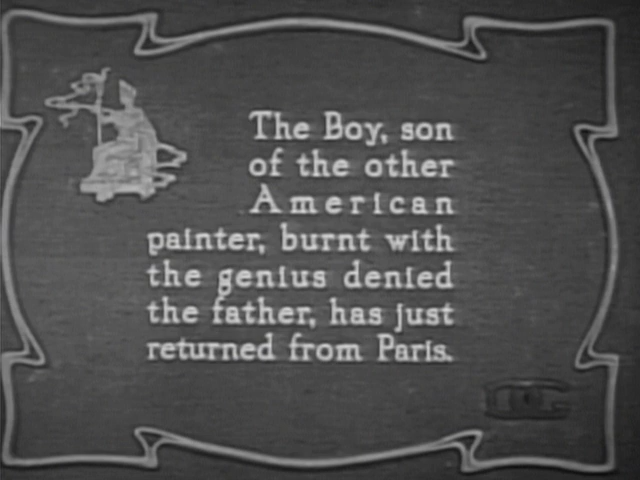 The Boy, son
of the other
American
painter, burnt with
the genius denied
the father, has just
returned from Paris.